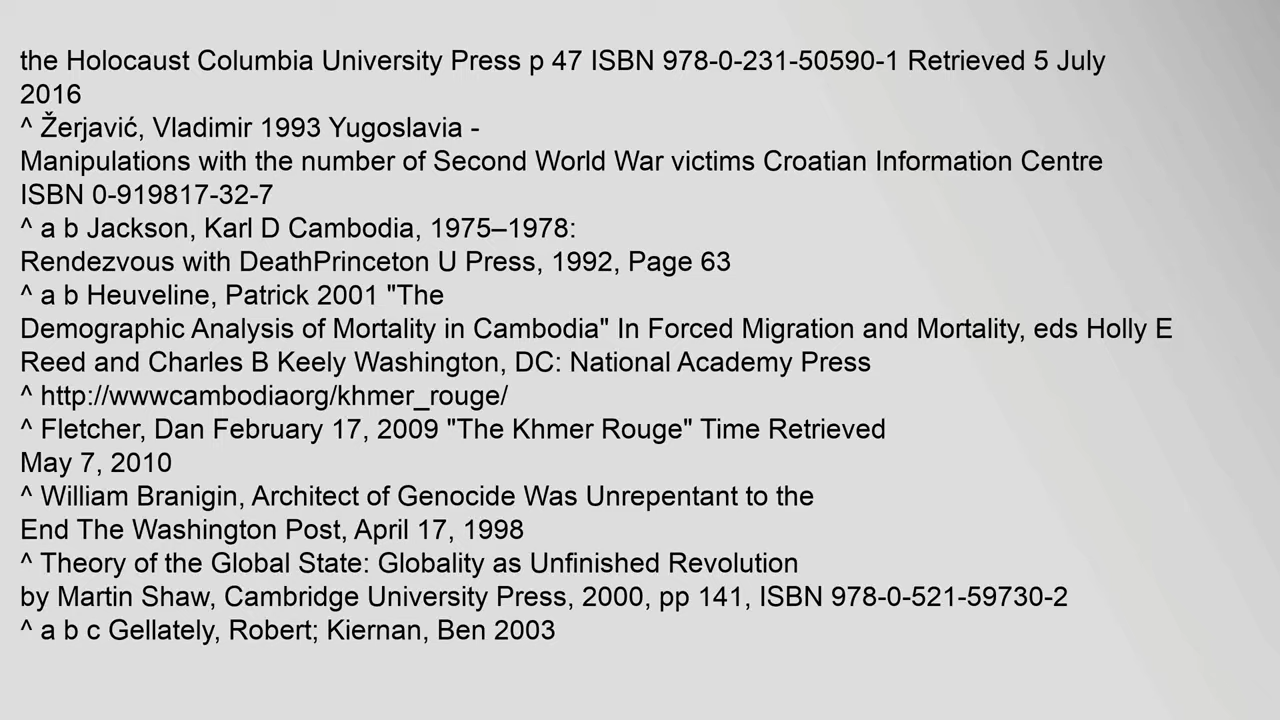 the Holocaust Columbia University Press p 47 ISBN 978-0-231-50590-1 Retrieved 5 July
2016
^ Žerjavić, Vladimir 1993 Yugoslavia -
Manipulations with the number of Second World War victims Croatian Information Centre
ISBN 0-919817-32-7
^ a b Jackson, Karl D Cambodia, 1975–1978:
Rendezvous with DeathPrinceton U Press, 1992, Page 63
^ a b Heuveline, Patrick 2001 "The
Demographic Analysis of Mortality in Cambodia" In Forced Migration and Mortality, eds Holly E
Reed and Charles B Keely Washington, DC: National Academy Press
^ http://wwwcambodiaorg/khmer_rouge/
^ Fletcher, Dan February 17, 2009 "The Khmer Rouge" Time Retrieved
May 7, 2010
^ William Branigin, Architect of Genocide Was Unrepentant to the
End The Washington Post, April 17, 1998
^ Theory of the Global State: Globality as Unfinished Revolution
by Martin Shaw, Cambridge University Press, 2000, pp 141, ISBN 978-0-521-59730-2
^ a b c Gellately, Robert; Kiernan, Ben 2003